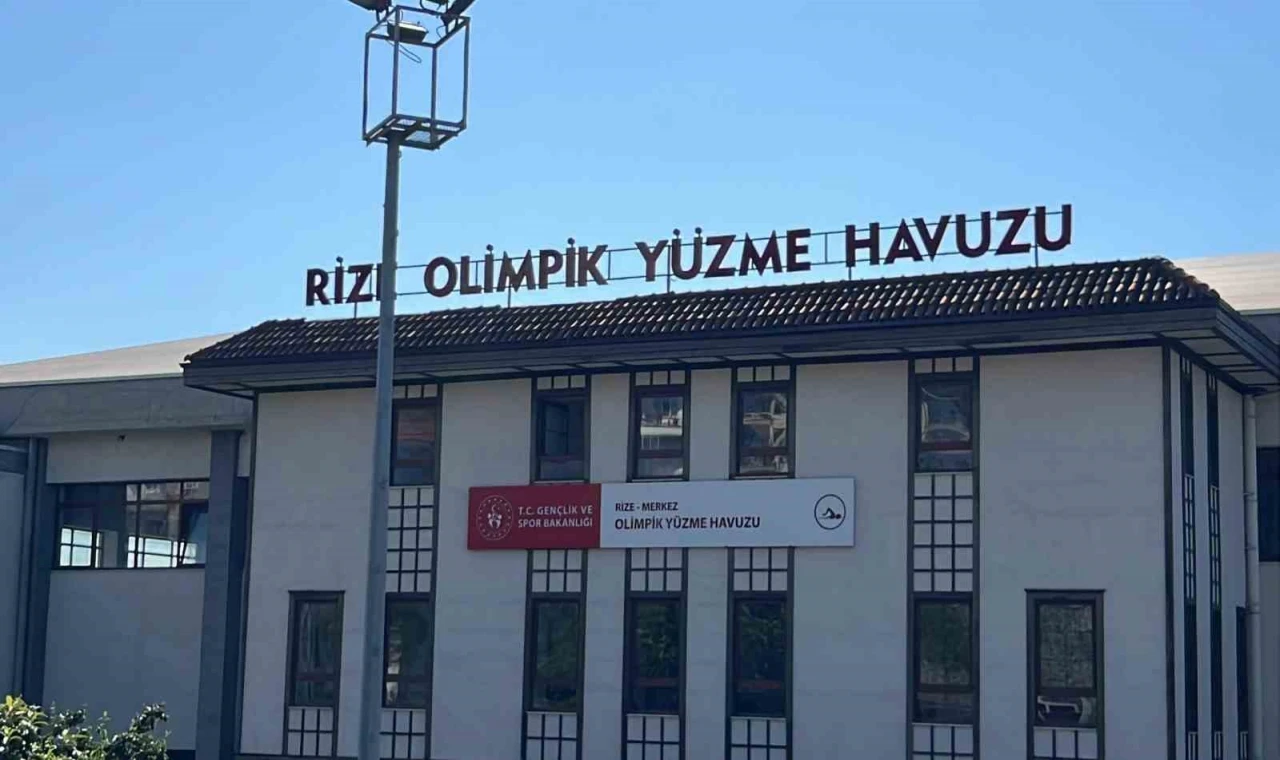 RİZE OLİMPİK YÜZME HAVUZU
T.C. GENÇLİK VE
SPOR BAKANLIĞI
RİZE - MERKEZ
OLİMPİK YÜZME HAVUZU